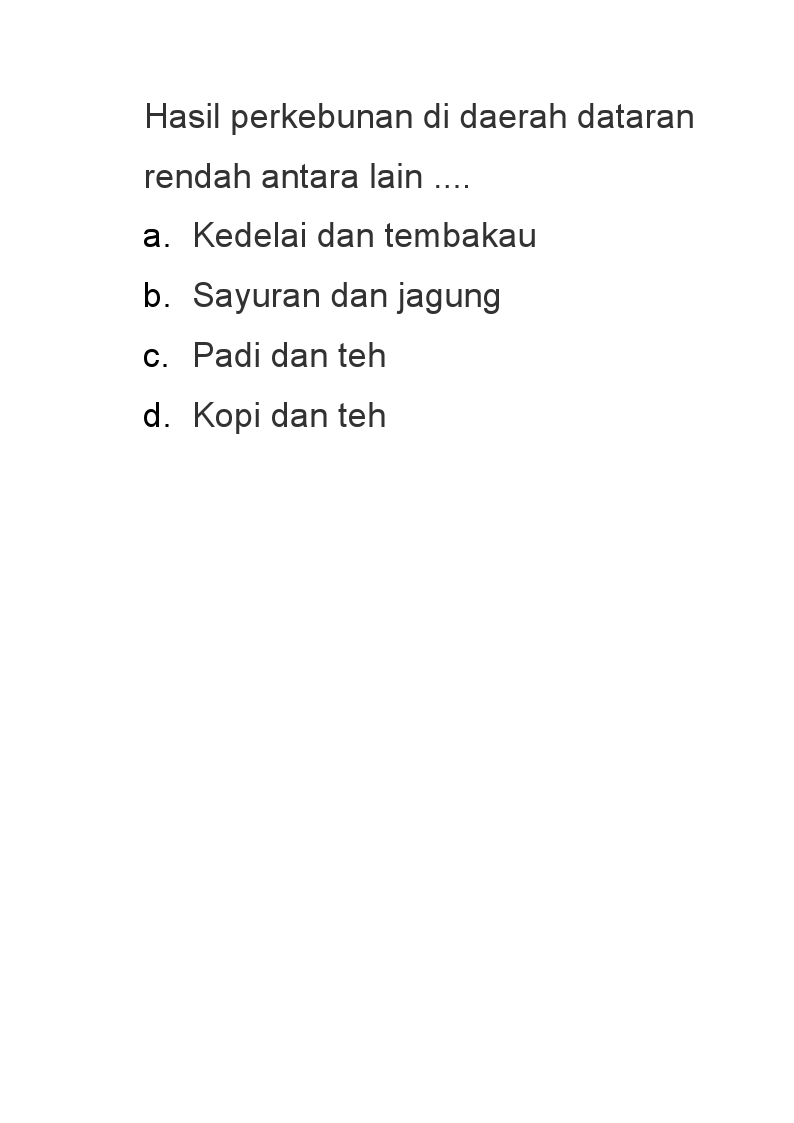 Hasil perkebunan di daerah dataran
rendah antara lain ....
a. Kedelai dan tembakau
b. Sayuran dan jagung
c. Padi dan teh
d. Kopi dan teh